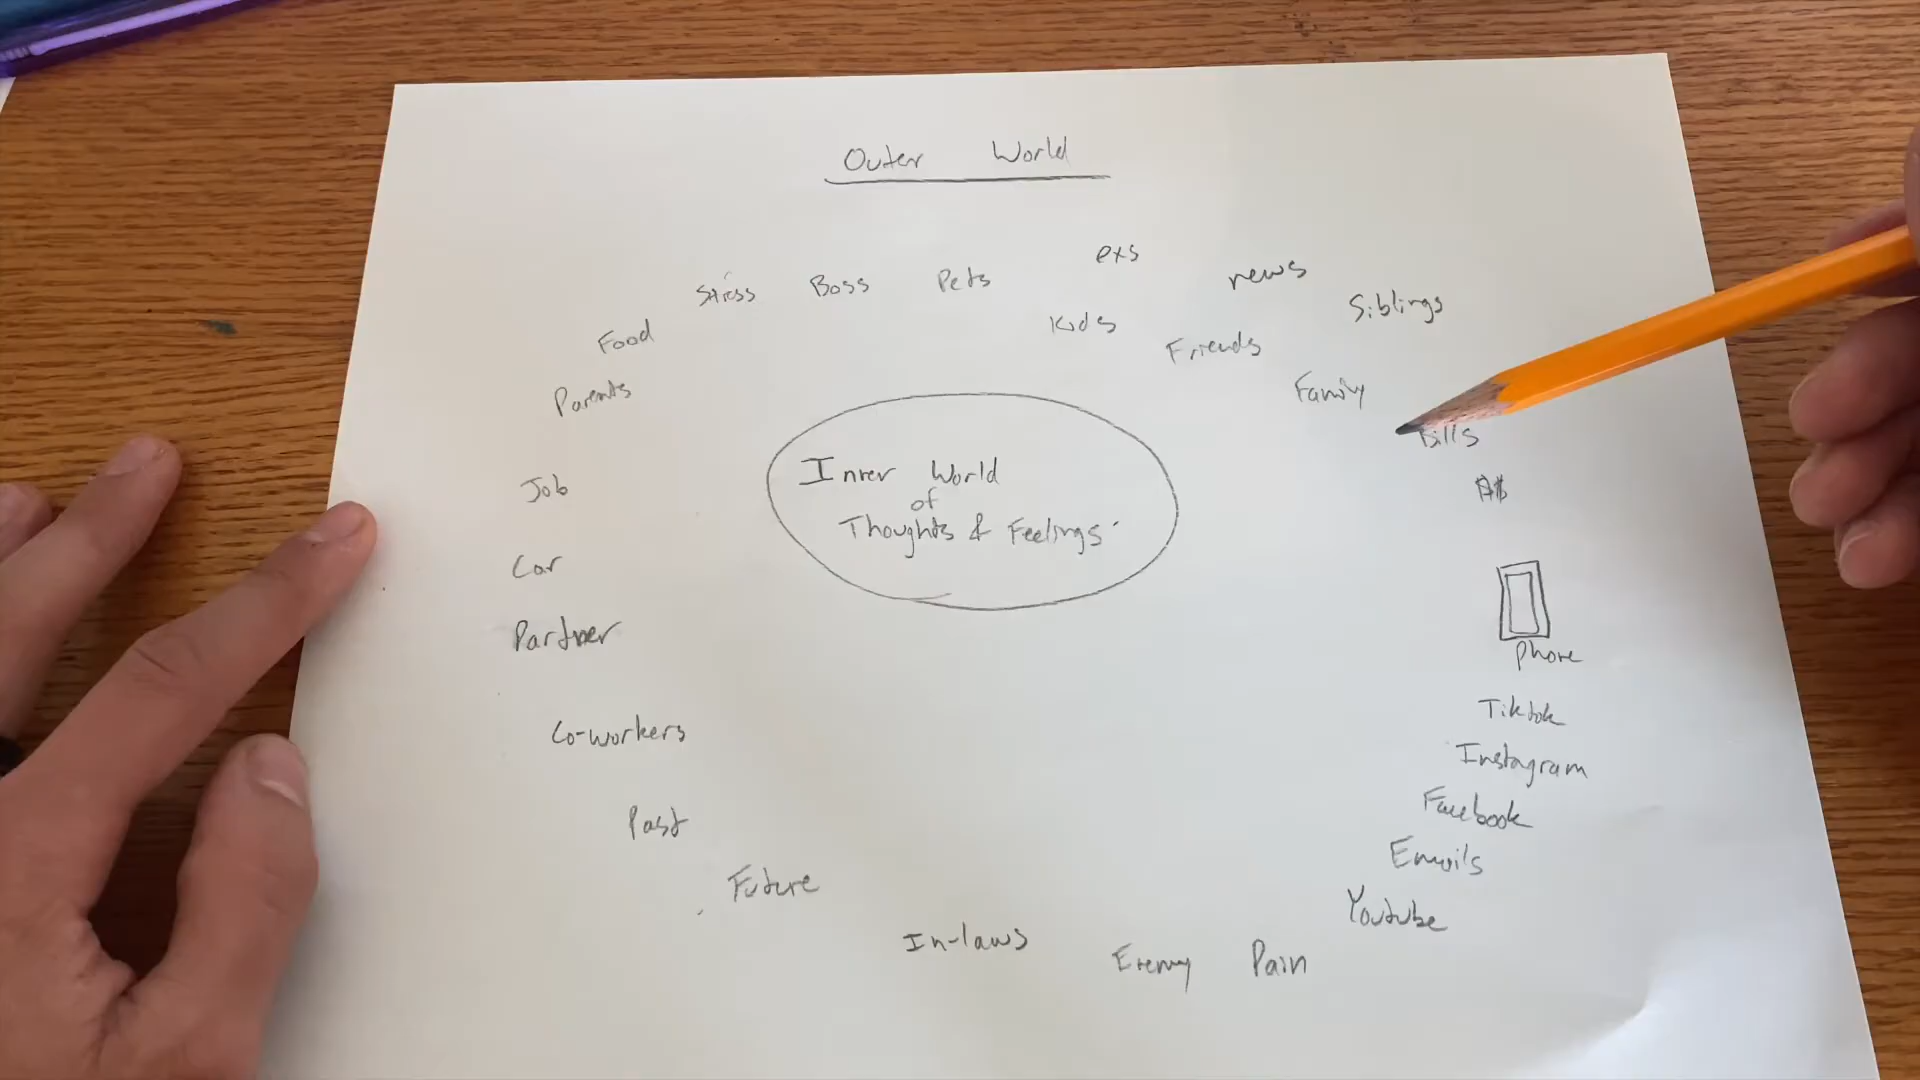 Outer World
exs
news
Stress Boss Pets
Siblings
Food
Kids
Friends
Parents
Family
Bills
Inner World
of
Thoughts & Feelings
Job
Car
Partner
Phone
Tiktok
Co-workers
Instagram
Facebook
Past
Emails
Future
Youtube
In-laws
Enemy Pain